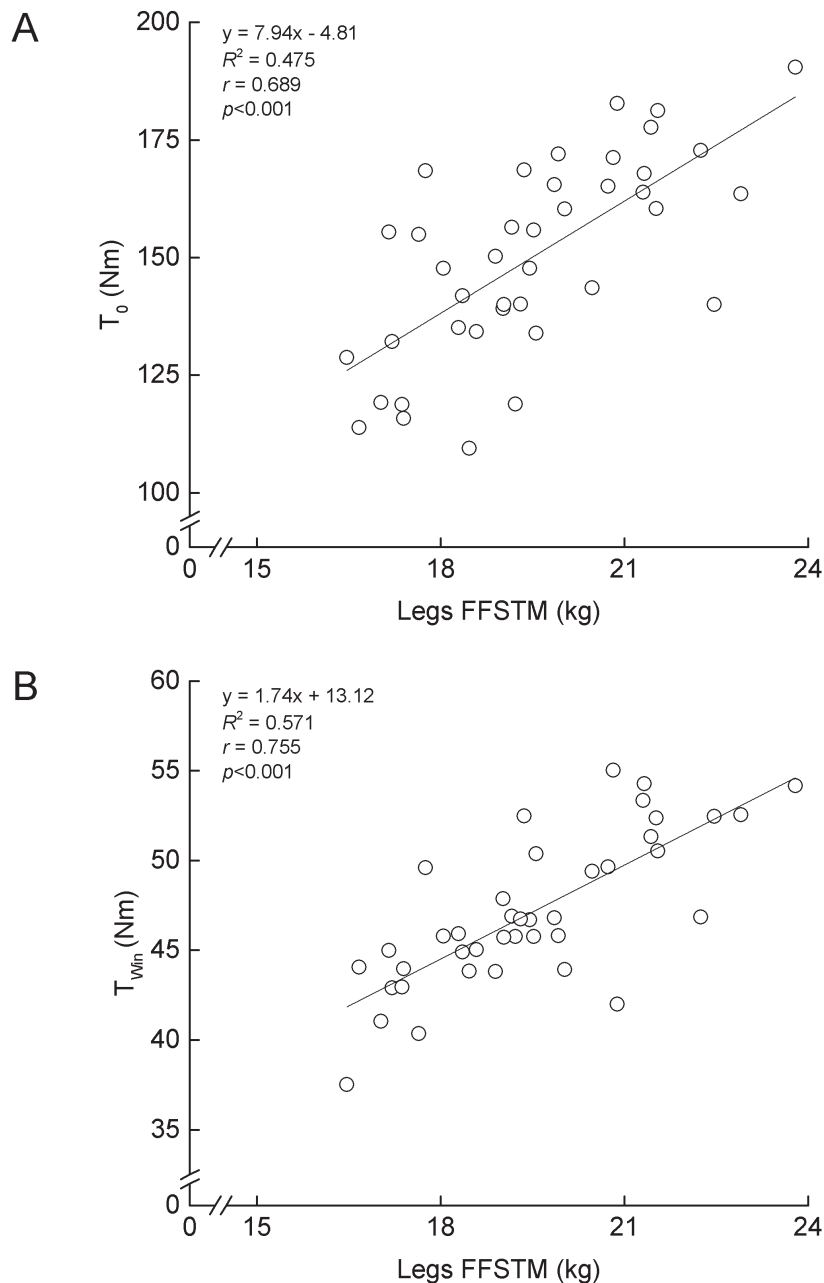 A
200
y = 7.94x - 4.81
R² = 0.475
r = 0.689
p<0.001
175
150
T₀ (Nm)
125
100
0
0 15 18 21 24
Legs FFSTM (kg)
B
60
y = 1.74x + 13.12
R² = 0.571
r = 0.755
p<0.001
55
50
45
T_Win (Nm)
40
35
0
0 15 18 21 24
Legs FFSTM (kg)